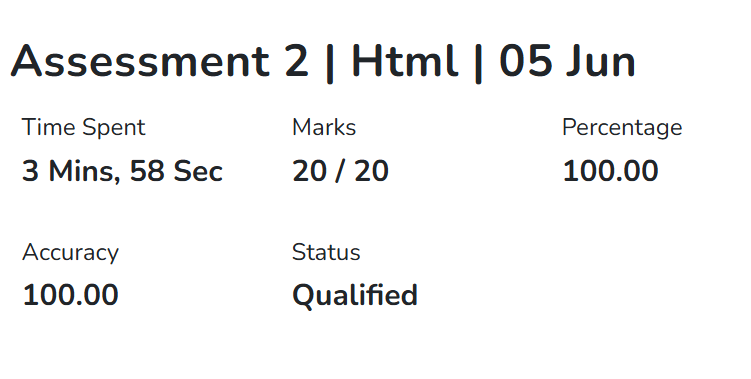 Assessment 2 | Html | 05 Jun
Time Spent Marks Percentage
3 Mins, 58 Sec 20 / 20 100.00
Accuracy Status
100.00 Qualified